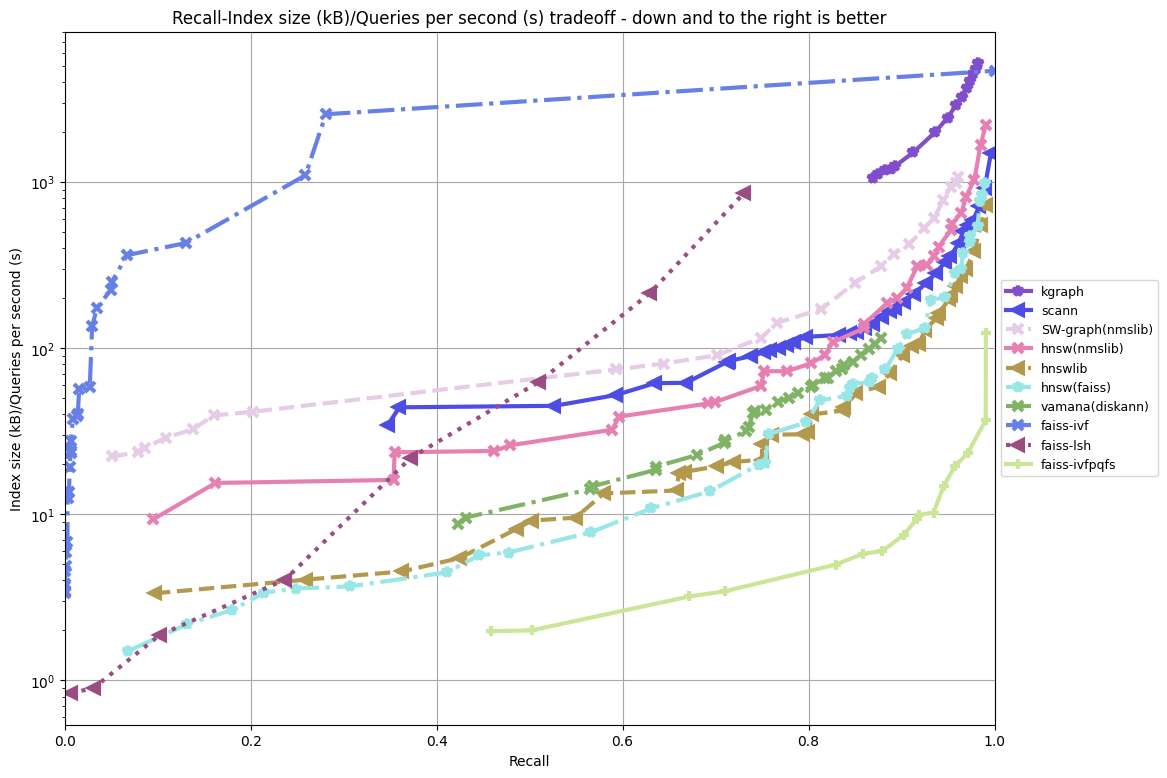 Recall-Index size (kB)/Queries per second (s) tradeoff - down and to the right is better
Index size (kB)/Queries per second (s)
10³
10²
10¹
10⁰
0.0 0.2 0.4 0.6 0.8 1.0
Recall
kgraph
scann
SW-graph(nmslib)
hnsw(nmslib)
hnswlib
hnsw(faiss)
vamana(diskann)
faiss-ivf
faiss-lsh
faiss-ivfpqfs